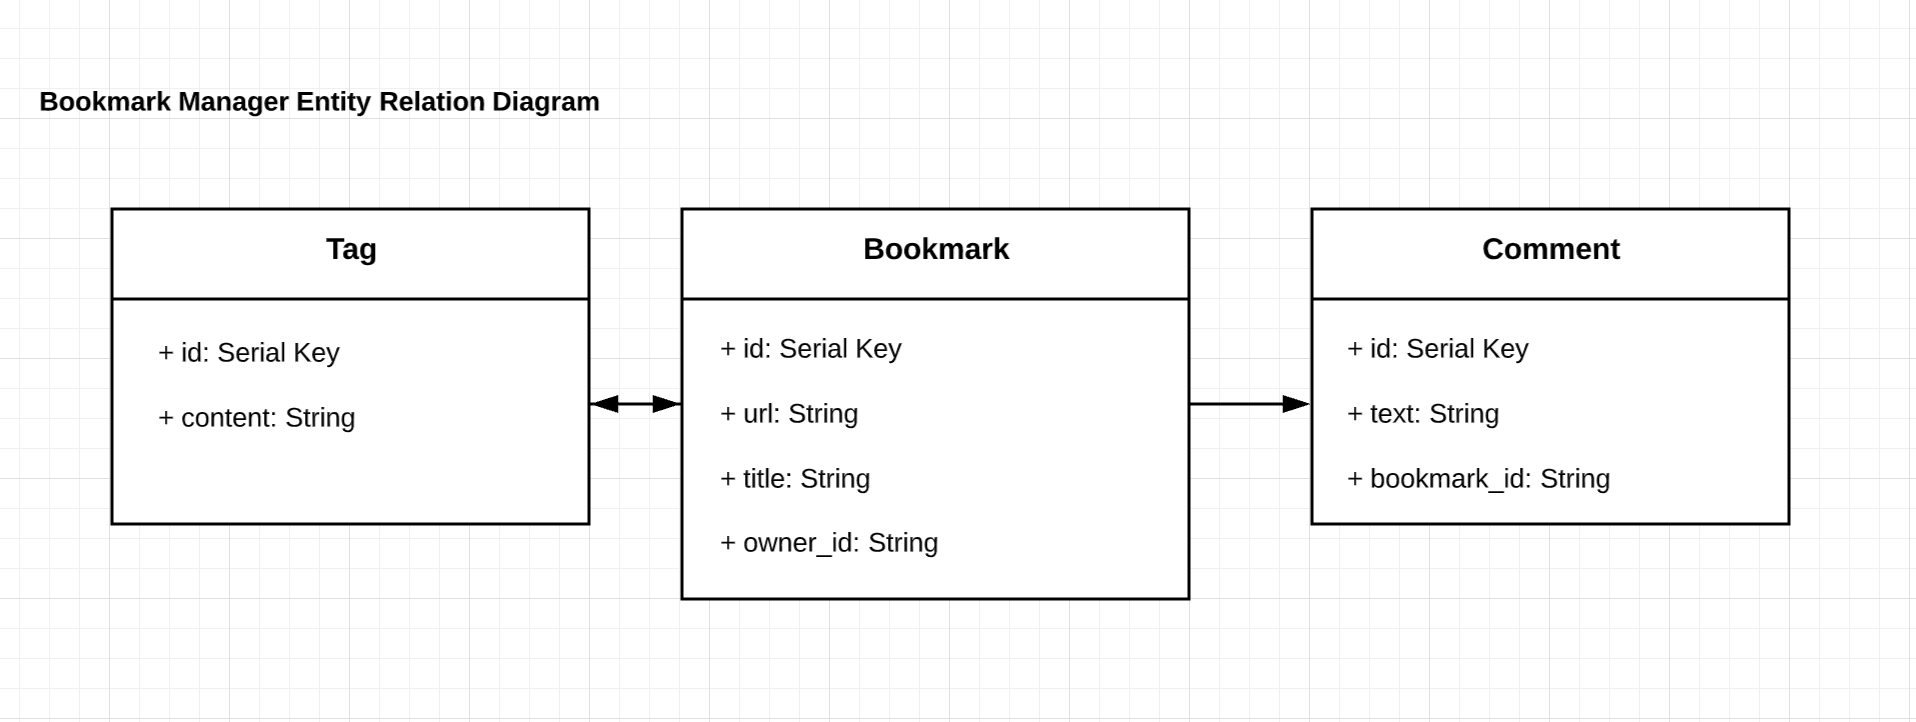 Bookmark Manager Entity Relation Diagram
Tag
+ id: Serial Key
+ content: String
Bookmark
+ id: Serial Key
+ url: String
+ title: String
+ owner_id: String
Comment
+ id: Serial Key
+ text: String
+ bookmark_id: String